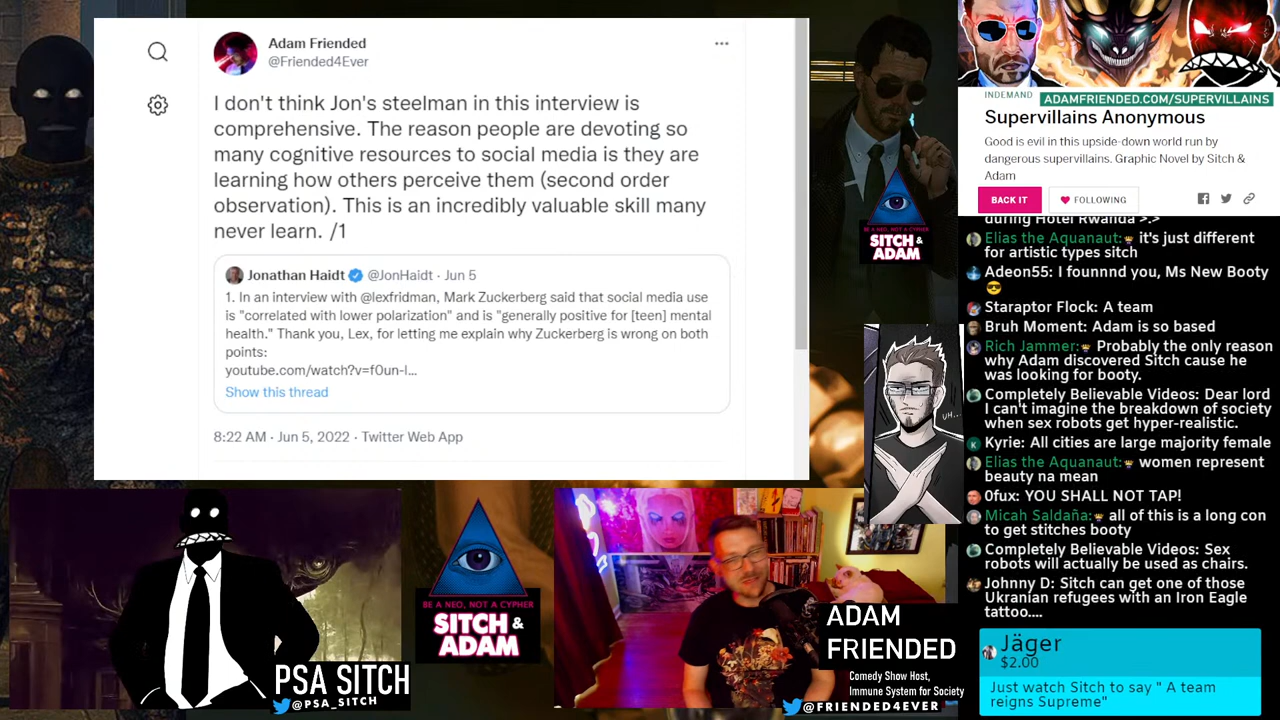 Adam Friended
@Friended4Ever
I don't think Jon's steelman in this interview is
comprehensive. The reason people are devoting so
many cognitive resources to social media is they are
learning how others perceive them (second order
observation). This is an incredibly valuable skill many
never learn. /1
Jonathan Haidt @JonHaidt · Jun 5
1. In an interview with @lexfridman, Mark Zuckerberg said that social media use
is "correlated with lower polarization" and is "generally positive for [teen] mental
health." Thank you, Lex, for letting me explain why Zuckerberg is wrong on both
points:
youtube.com/watch?v=f0un-l...
Show this thread
8:22 AM · Jun 5, 2022 · Twitter Web App
BE A NEO, NOT A CYPHER
SITCH &
ADAM
UH...
INDEMAND
ADAMFRIENDED.COM/SUPERVILLAINS
Supervillains Anonymous
Good is evil in this upside-down world run by
dangerous supervillains. Graphic Novel by Sitch &
Adam
BACK IT
FOLLOWING
during Hotel Rwanda >.>
Elias the Aquanaut: it's just different
for artistic types sitch
Adeon55: I founnnd you, Ms New Booty
Staraptor Flock: A team
Bruh Moment: Adam is so based
Rich Jammer: Probably the only reason
why Adam discovered Sitch cause he
was looking for booty.
Completely Believable Videos: Dear lord
I can't imagine the breakdown of society
when sex robots get hyper-realistic.
K
Kyrie: All cities are large majority female
Elias the Aquanaut: women represent
beauty na mean
0fux: YOU SHALL NOT TAP!
Micah Saldaña: all of this is a long con
to get stitches booty
Completely Believable Videos: Sex
robots will actually be used as chairs.
Johnny D: Sitch can get one of those
Ukranian refugees with an Iron Eagle
tattoo....
Jäger
$2.00
Just watch Sitch to say " A team
reigns Supreme"
PSA SITCH
@PSA_SITCH
BE A NEO, NOT A CYPHER
SITCH &
ADAM
ADAM
FRIENDED
Comedy Show Host,
Immune System for Society
@FRIENDED4EVER